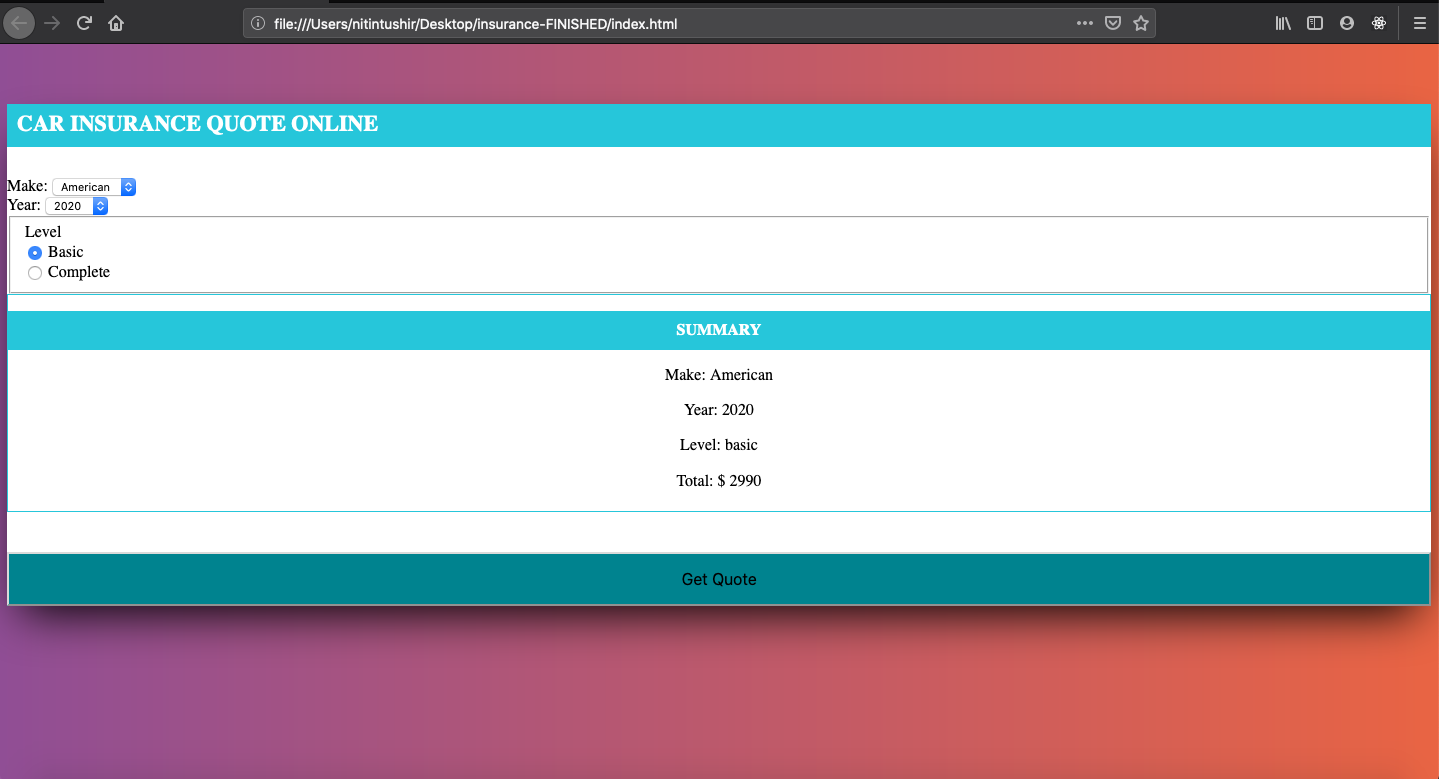 file:///Users/nitintushir/Desktop/insurance-FINISHED/index.html
CAR INSURANCE QUOTE ONLINE
Make: American
Year: 2020
Level
Basic
Complete
SUMMARY
Make: American
Year: 2020
Level: basic
Total: $ 2990
Get Quote